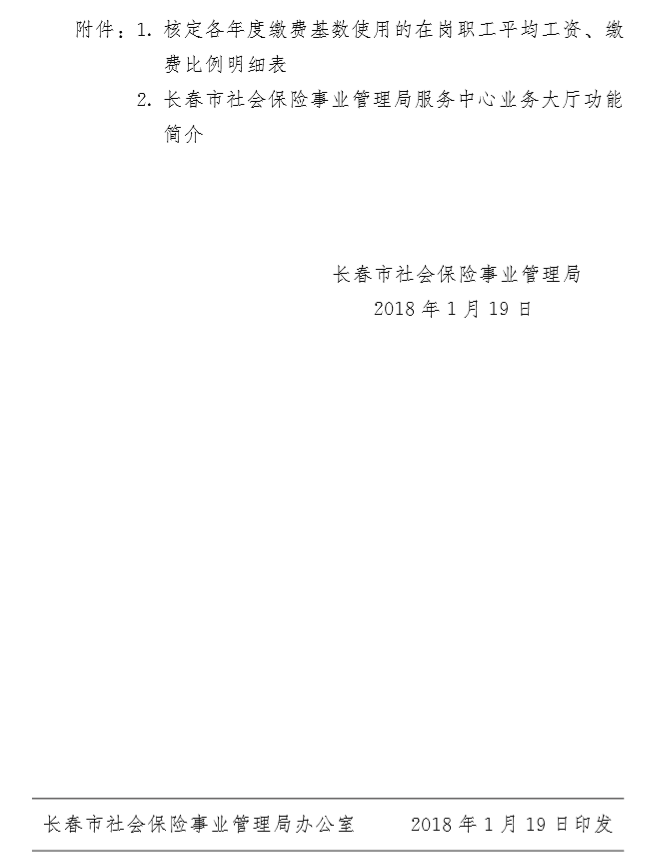 附件：1. 核定各年度缴费基数使用的在岗职工平均工资、缴
费比例明细表
2. 长春市社会保险事业管理局服务中心业务大厅功能
简介
长春市社会保险事业管理局
2018 年 1 月 19 日
长春市社会保险事业管理局办公室 2018 年 1 月 19 日印发